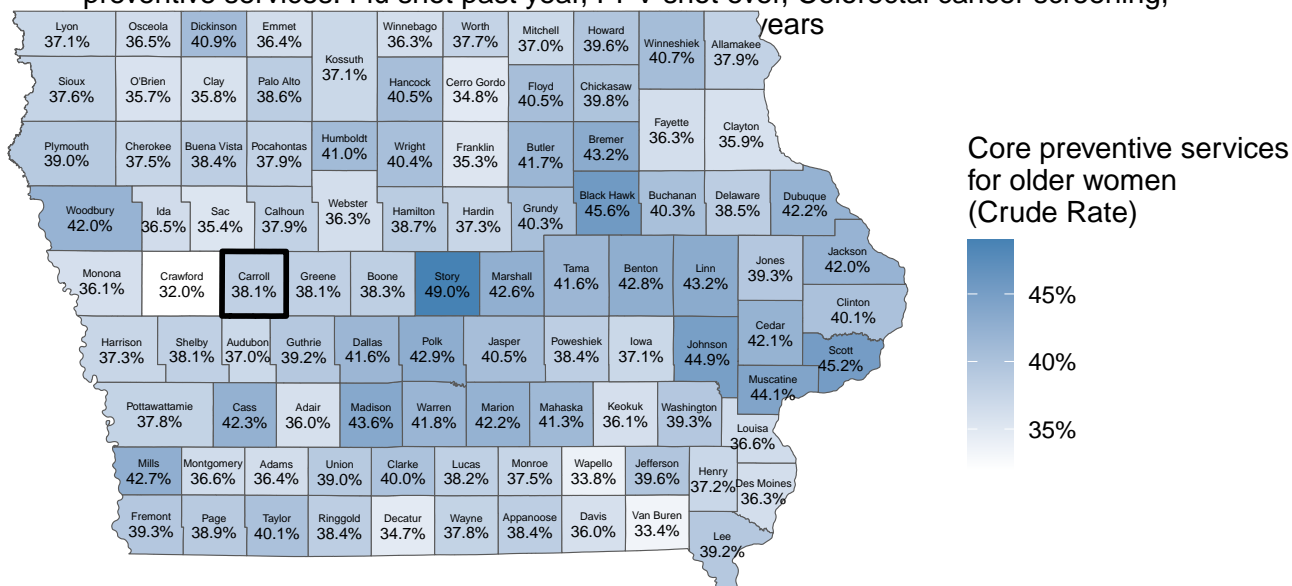 preventive services: Flu shot past year, PPV shot ever, Colorectal cancer screening,
years
Lyon
37.1%
Osceola
36.5%
Dickinson
40.9%
Emmet
36.4%
Kossuth
37.1%
Winnebago
36.3%
Worth
37.7%
Mitchell
37.0%
Howard
39.6%
Winneshiek
40.7%
Allamakee
37.9%
Sioux
37.6%
O'Brien
35.7%
Clay
35.8%
Palo Alto
38.6%
Hancock
40.5%
Cerro Gordo
34.8%
Floyd
40.5%
Chickasaw
39.8%
Fayette
36.3%
Clayton
35.9%
Plymouth
39.0%
Cherokee
37.5%
Buena Vista
38.4%
Pocahontas
37.9%
Humboldt
41.0%
Wright
40.4%
Franklin
35.3%
Butler
41.7%
Bremer
43.2%
Woodbury
42.0%
Ida
36.5%
Sac
35.4%
Calhoun
37.9%
Webster
36.3%
Hamilton
38.7%
Hardin
37.3%
Grundy
40.3%
Black Hawk
45.6%
Buchanan
40.3%
Delaware
38.5%
Dubuque
42.2%
Monona
36.1%
Crawford
32.0%
Carroll
38.1%
Greene
38.1%
Boone
38.3%
Story
49.0%
Marshall
42.6%
Tama
41.6%
Benton
42.8%
Linn
43.2%
Jones
39.3%
Jackson
42.0%
Clinton
40.1%
Harrison
37.3%
Shelby
38.1%
Audubon
37.0%
Guthrie
39.2%
Dallas
41.6%
Polk
42.9%
Jasper
40.5%
Poweshiek
38.4%
Iowa
37.1%
Johnson
44.9%
Cedar
42.1%
Scott
45.2%
Muscatine
44.1%
Pottawattamie
37.8%
Cass
42.3%
Adair
36.0%
Madison
43.6%
Warren
41.8%
Marion
42.2%
Mahaska
41.3%
Keokuk
36.1%
Washington
39.3%
Louisa
36.6%
Mills
42.7%
Montgomery
36.6%
Adams
36.4%
Union
39.0%
Clarke
40.0%
Lucas
38.2%
Monroe
37.5%
Wapello
33.8%
Jefferson
39.6%
Henry
37.2%
Des Moines
36.3%
Fremont
39.3%
Page
38.9%
Taylor
40.1%
Ringgold
38.4%
Decatur
34.7%
Wayne
37.8%
Appanoose
38.4%
Davis
36.0%
Van Buren
33.4%
Lee
39.2%
Core preventive services
for older women
(Crude Rate)
45%
40%
35%